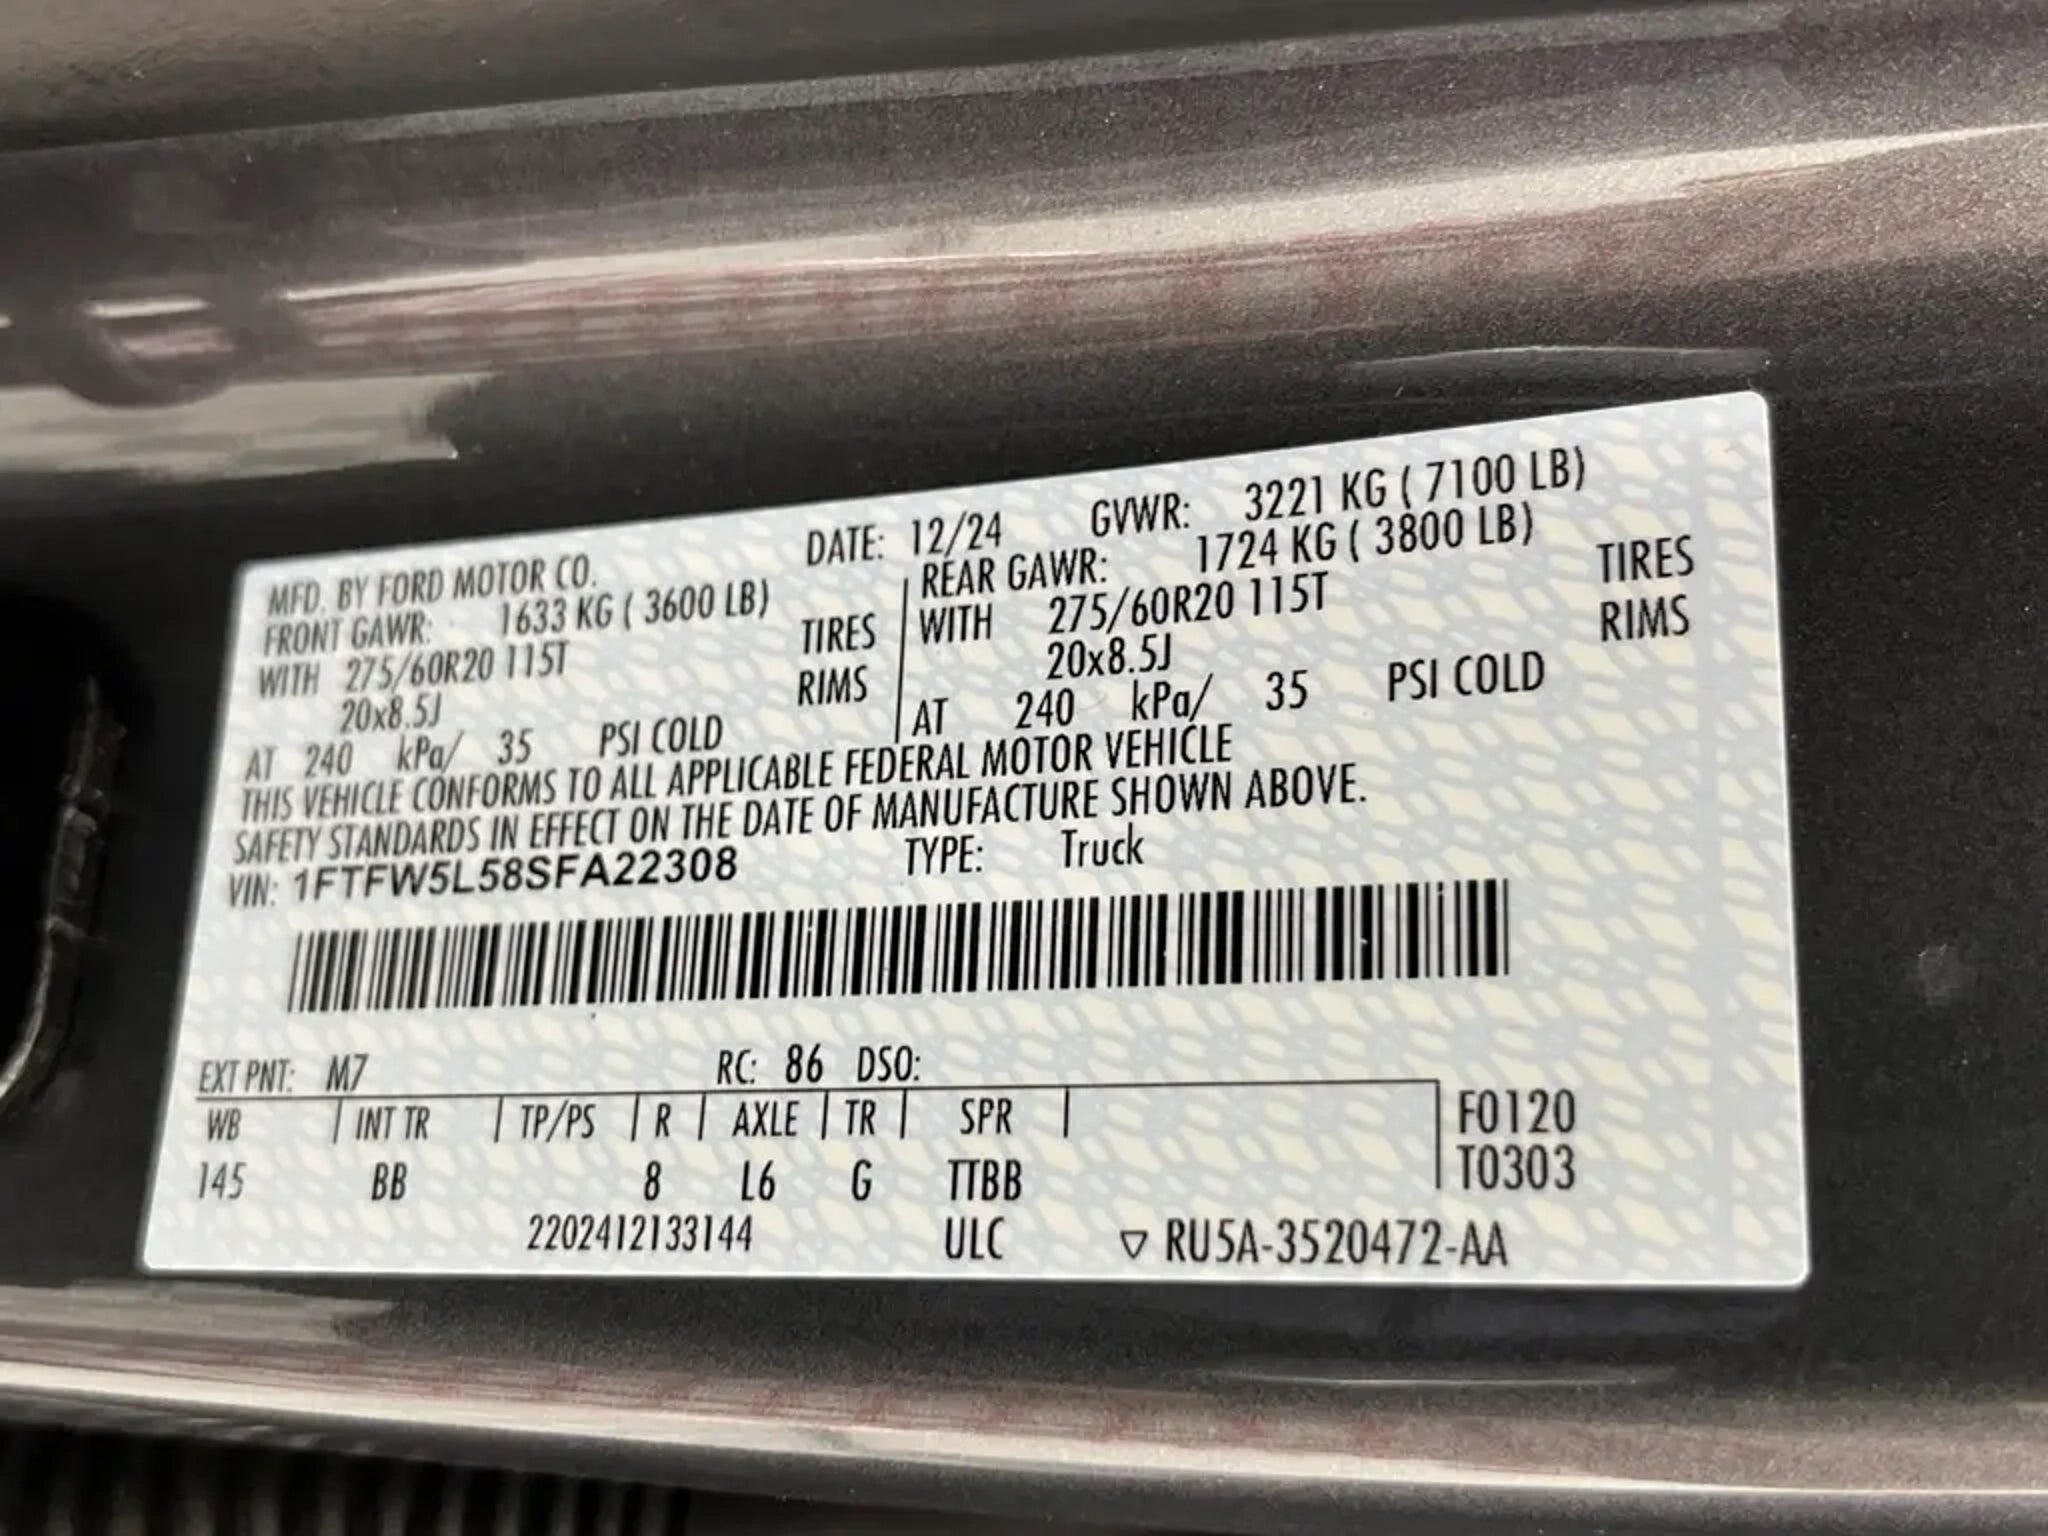 MFD. BY FORD MOTOR CO. DATE: 12/24 GVWR: 3221 KG ( 7100 LB)
FRONT GAWR: 1633 KG ( 3600 LB) REAR GAWR: 1724 KG ( 3800 LB)
WITH 275/60R20 115T TIRES WITH 275/60R20 115T TIRES
20x8.5J RIMS 20x8.5J RIMS
AT 240 kPa/ 35 PSI COLD AT 240 kPa/ 35 PSI COLD
THIS VEHICLE CONFORMS TO ALL APPLICABLE FEDERAL MOTOR VEHICLE
SAFETY STANDARDS IN EFFECT ON THE DATE OF MANUFACTURE SHOWN ABOVE.
VIN: 1FTFW5L58SFA22308 TYPE: Truck
EXT PNT: M7 RC: 86 DSO:
WB | INT TR | TP/PS | R | AXLE | TR | SPR | F0120
145 BB 8 L6 G TTBB T0303
2202412133144 ULC ▽ RU5A-3520472-AA